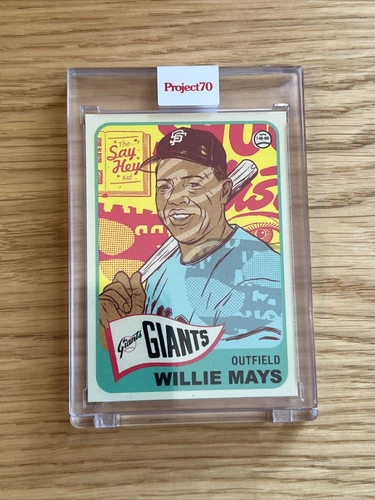 Project70
SF
The
Say
Hey
Kid
Giants
GIANTS
OUTFIELD
WILLIE MAYS